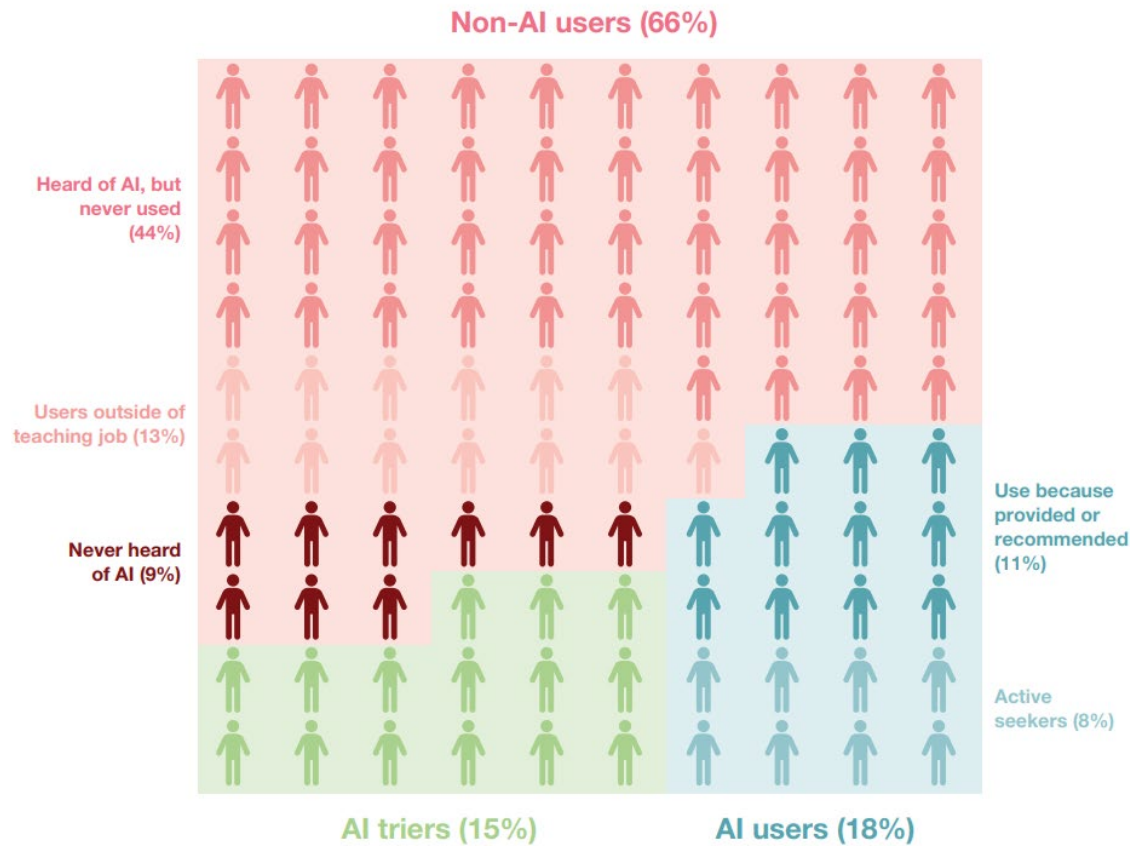 Non-AI users (66%)
Heard of AI, but
never used
(44%)
Users outside of
teaching job (13%)
Never heard
of AI (9%)
Use because
provided or
recommended
(11%)
Active
seekers (8%)
AI triers (15%)
AI users (18%)